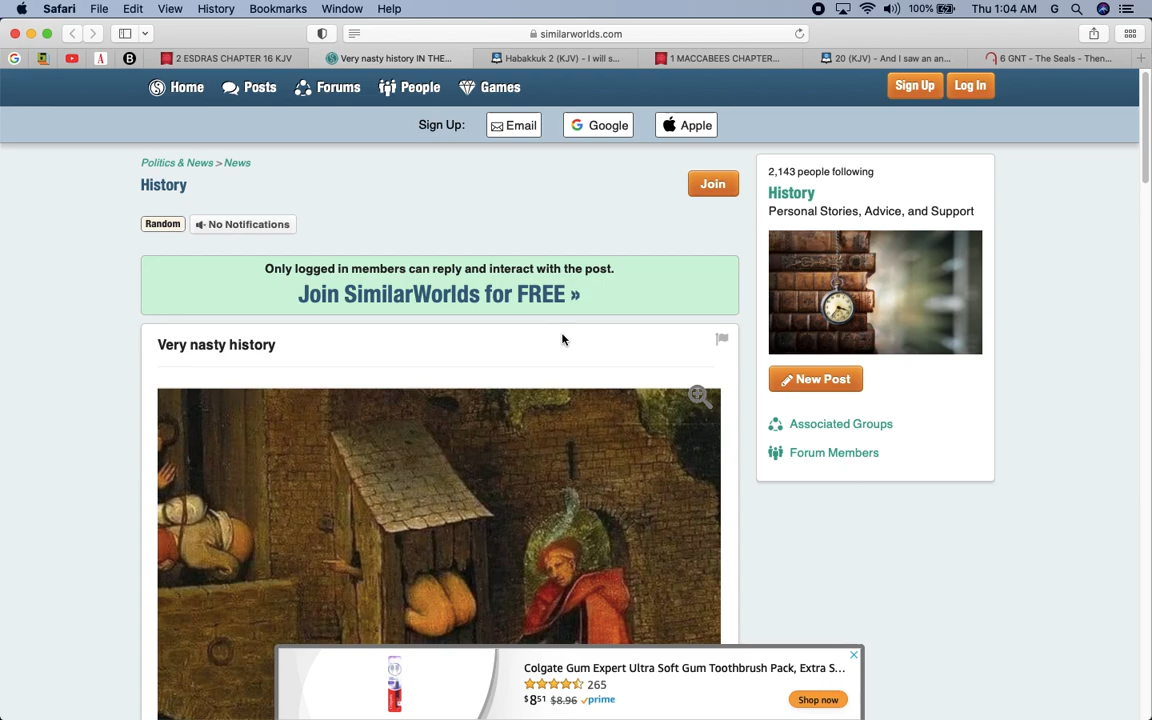 Safari File Edit View History Bookmarks Window Help 100% Thu 1:04 AM G
similarworlds.com
2 ESDRAS CHAPTER 16 KJV Very nasty history IN THE... Habakkuk 2 (KJV) - I will s... 1 MACCABEES CHAPTER... 20 (KJV) - And I saw an an... 6 GNT - The Seals - Then...
Home Posts Forums People Games Sign Up Log In
Sign Up: Email Google Apple
Politics & News > News
History
Join
Random No Notifications
Only logged in members can reply and interact with the post.
Join SimilarWorlds for FREE »
Very nasty history
2,143 people following
History
Personal Stories, Advice, and Support
New Post
Associated Groups
Forum Members
Colgate Gum Expert Ultra Soft Gum Toothbrush Pack, Extra S...
265
$851 $8.96 prime
Shop now